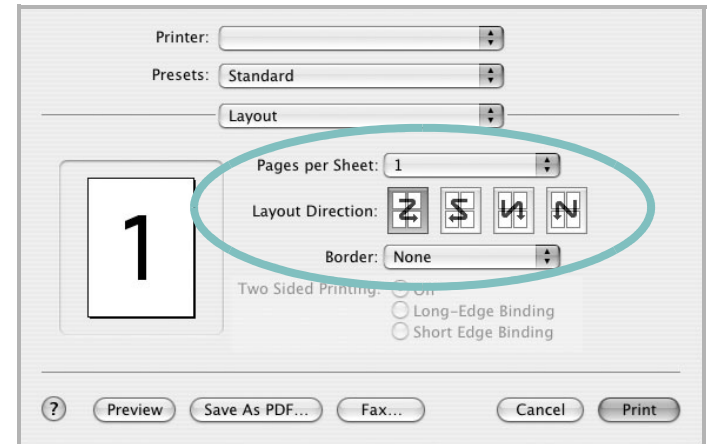 Printer:
Presets: Standard
Layout
Pages per Sheet: 1
1
Layout Direction:
Border: None
Two Sided Printing:
Long-Edge Binding
Short Edge Binding
? Preview Save As PDF... Fax... Cancel Print